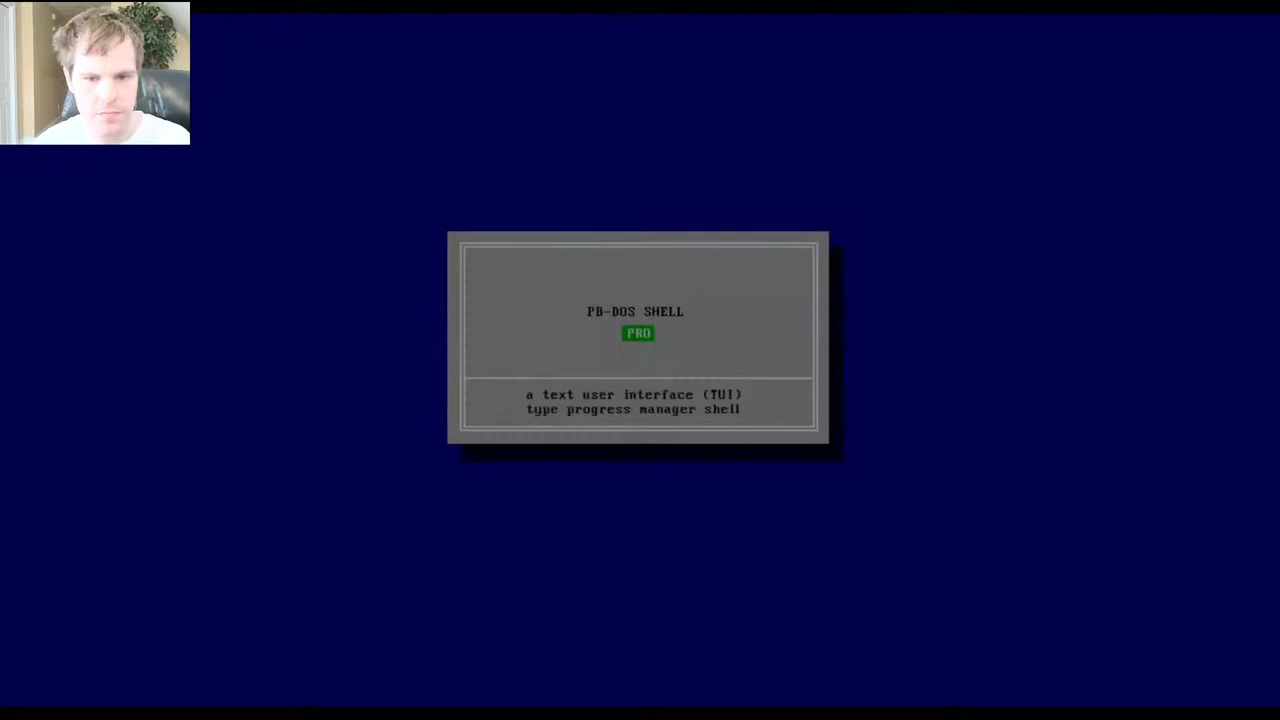 PB-DOS SHELL
PRO
a text user interface (TUI)
type progress manager shell